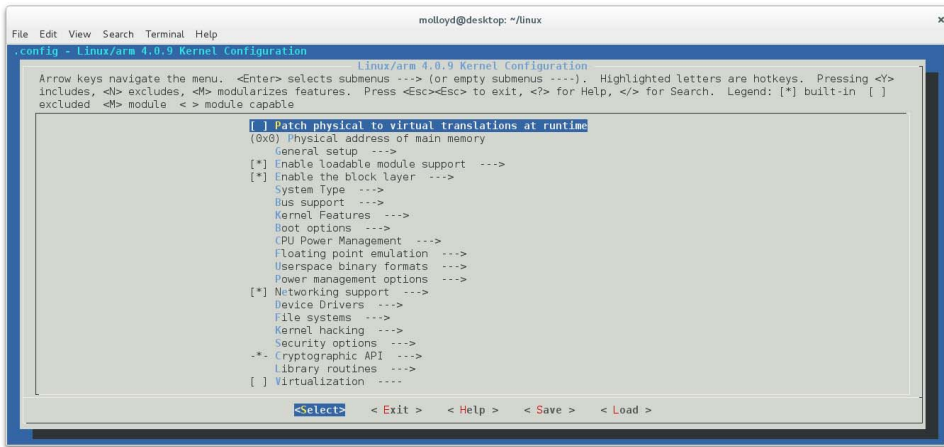 molloyd@desktop: ~/linux
x
File Edit View Search Terminal Help
.config - Linux/arm 4.0.9 Kernel Configuration
Linux/arm 4.0.9 Kernel Configuration
Arrow keys navigate the menu. <Enter> selects submenus ---> (or empty submenus ----). Highlighted letters are hotkeys. Pressing <Y>
includes, <N> excludes, <M> modularizes features. Press <Esc><Esc> to exit, <?> for Help, </> for Search. Legend: [*] built-in [ ]
excluded <M> module < > module capable
[ ] Patch physical to virtual translations at runtime
(0x0) Physical address of main memory
General setup --->
[*] Enable loadable module support --->
[*] Enable the block layer --->
System Type --->
Bus support --->
Kernel Features --->
Boot options --->
CPU Power Management --->
Floating point emulation --->
Userspace binary formats --->
Power management options --->
[*] Networking support --->
Device Drivers --->
File systems --->
Kernel hacking --->
Security options --->
-*- Cryptographic API --->
Library routines --->
[ ] Virtualization ----
<Select> < Exit > < Help > < Save > < Load >